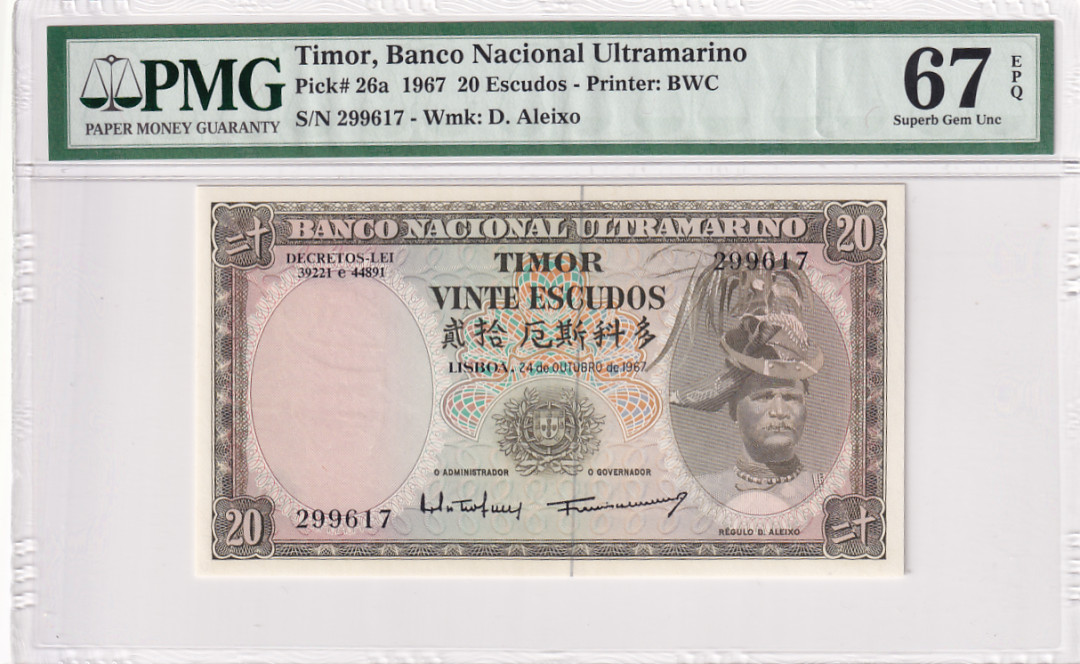 PMG
PAPER MONEY GUARANTY
Timor, Banco Nacional Ultramarino
Pick# 26a 1967 20 Escudos - Printer: BWC
S/N 299617 - Wmk: D. Aleixo
67
EPQ
Superb Gem Unc
二十
BANCO NACIONAL ULTRAMARINO
20
DECRETOS-LEI
39221 e 44891
TIMOR
299617
VINTE ESCUDOS
貳拾 厄斯科多
LISBOA, 24 de OUTUBRO de 1967
O ADMINISTRADOR
O GOVERNADOR
20
299617
RÉGULO D. ALEIXO
二十